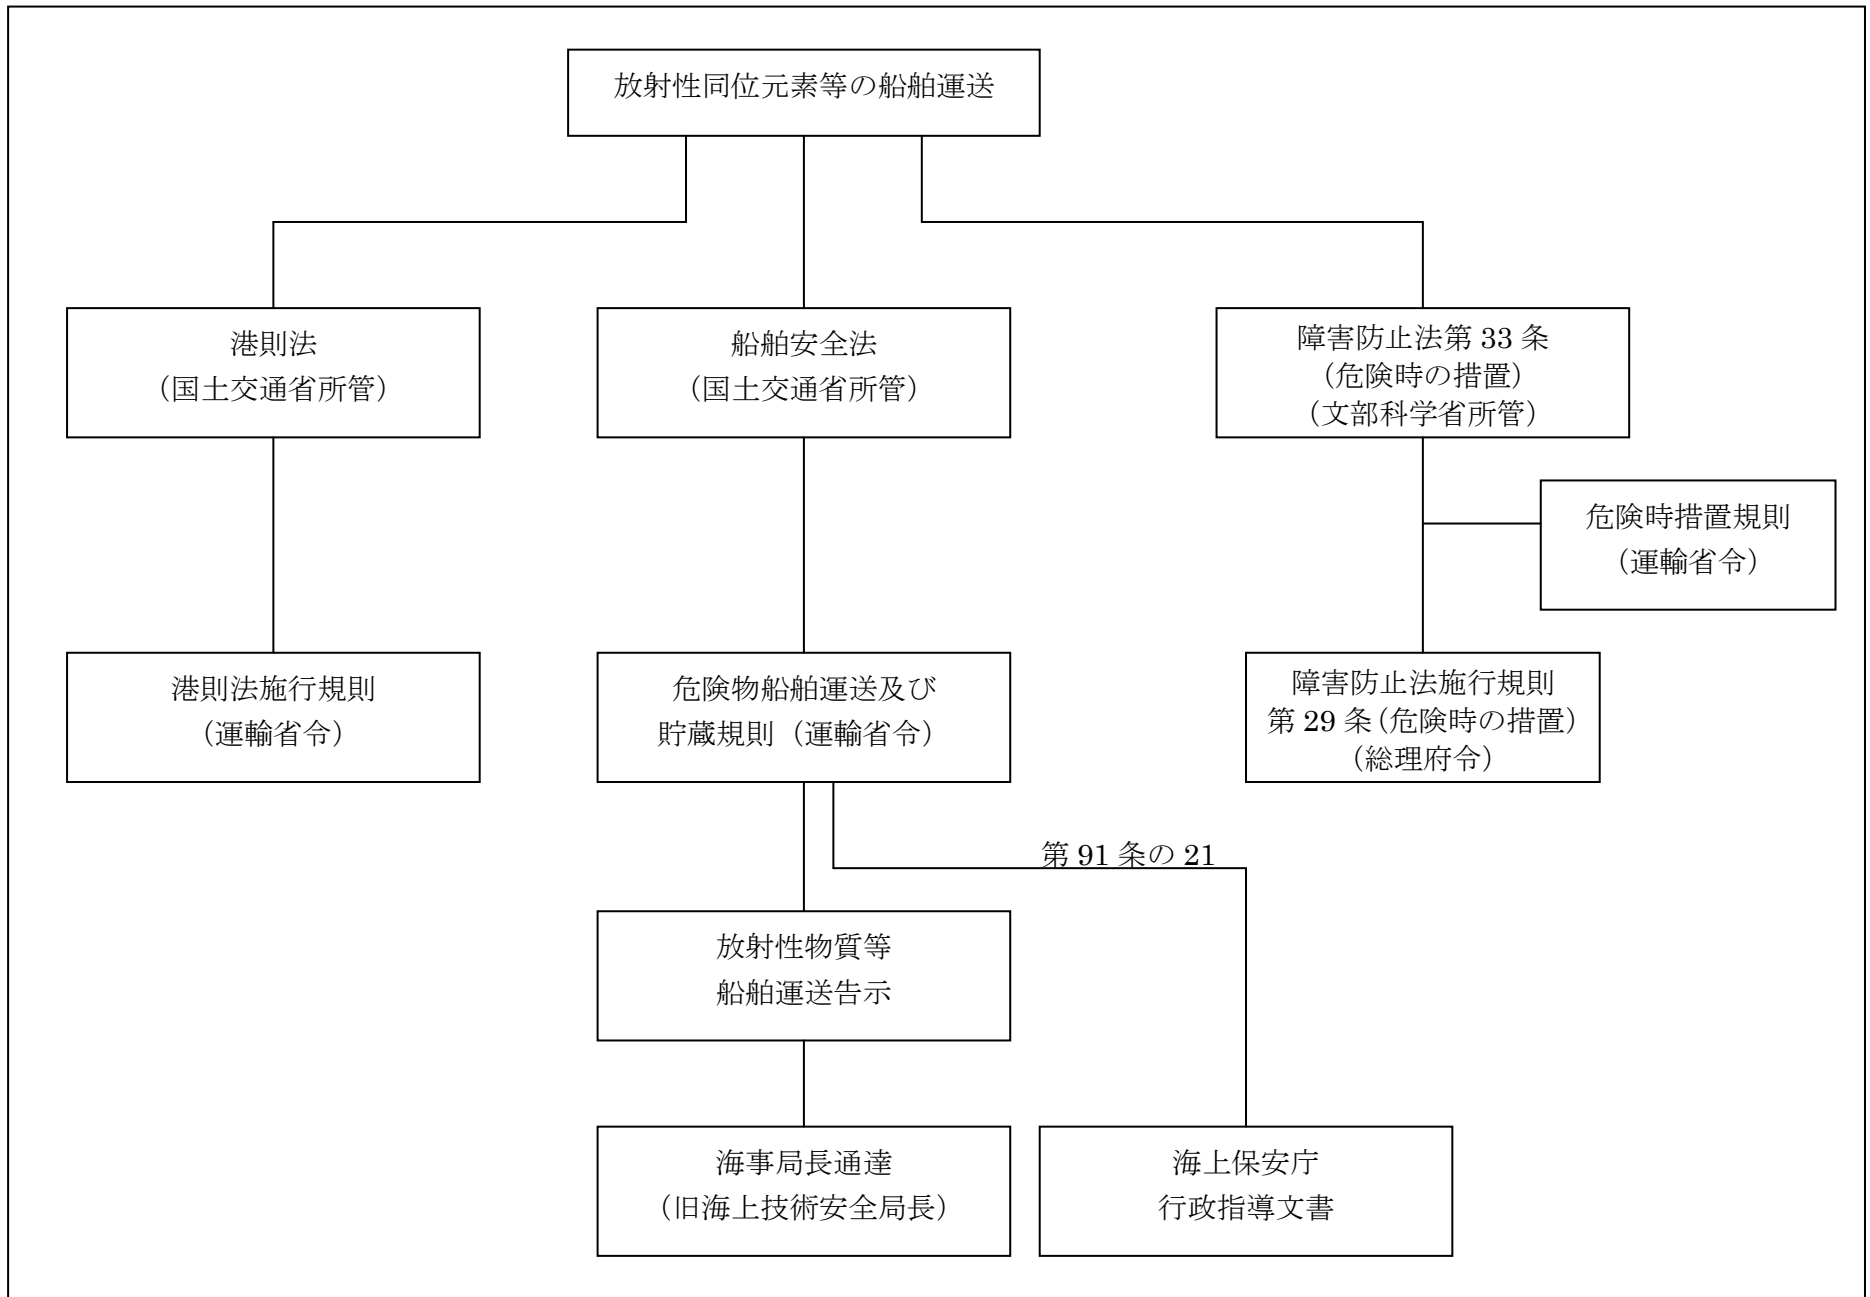 放射性同位元素等の船舶運送
港則法
（国土交通省所管）
船舶安全法
（国土交通省所管）
障害防止法第 33 条
（危険時の措置）
（文部科学省所管）
危険時措置規則
（運輸省令）
港則法施行規則
（運輸省令）
危険物船舶運送及び
貯蔵規則（運輸省令）
障害防止法施行規則
第 29 条（危険時の措置）
（総理府令）
第 91 条の 21
放射性物質等
船舶運送告示
海事局長通達
（旧海上技術安全局長）
海上保安庁
行政指導文書